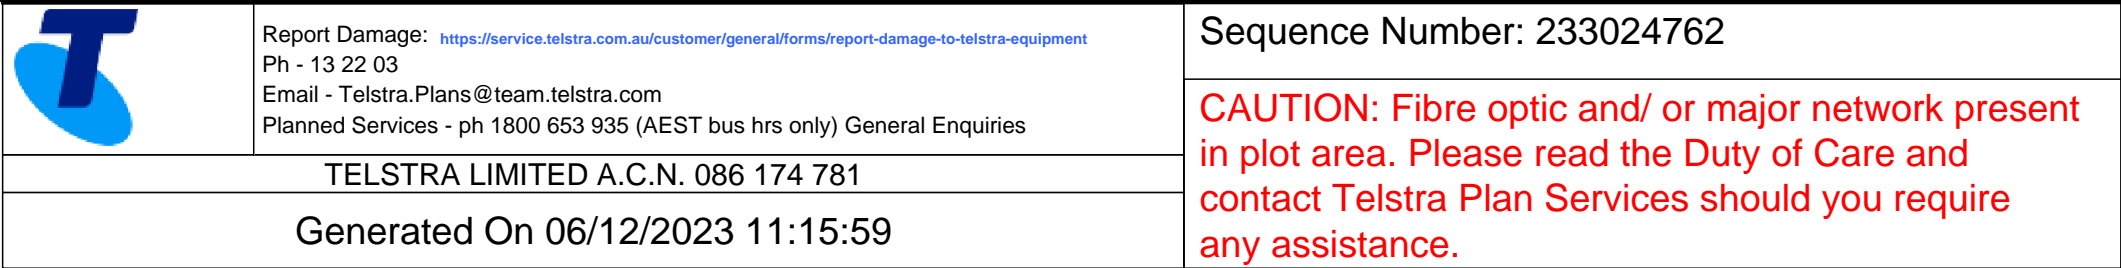 Report Damage: https://service.telstra.com.au/customer/general/forms/report-damage-to-telstra-equipment
Ph - 13 22 03
Email - Telstra.Plans@team.telstra.com
Planned Services - ph 1800 653 935 (AEST bus hrs only) General Enquiries
TELSTRA LIMITED A.C.N. 086 174 781
Generated On 06/12/2023 11:15:59
Sequence Number: 233024762
CAUTION: Fibre optic and/ or major network present
in plot area. Please read the Duty of Care and
contact Telstra Plan Services should you require
any assistance.